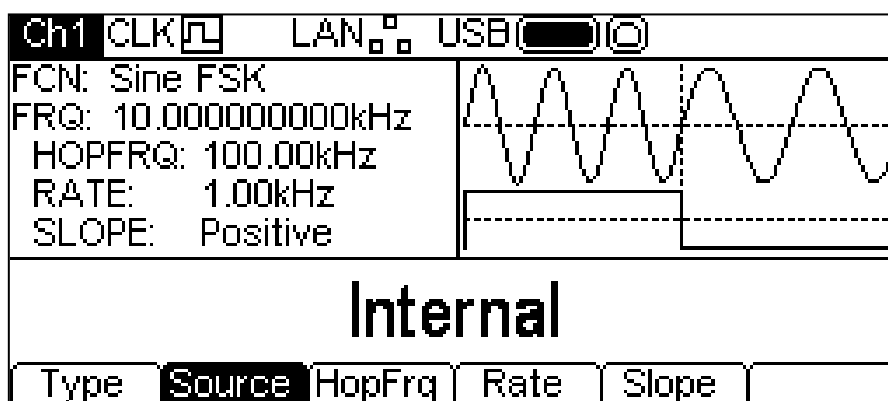 Ch1 CLK LAN USB
FCN: Sine FSK
FRQ: 10.000000000kHz
HOPFRQ: 100.00kHz
RATE: 1.00kHz
SLOPE: Positive
Internal
Type Source HopFrq Rate Slope